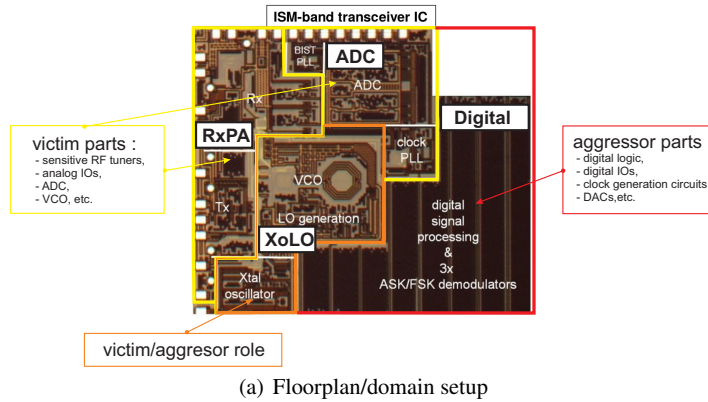 ISM-band transceiver IC
BIST
PLL
ADC
Rx
ADC
Digital
victim parts :
- sensitive RF tuners,
- analog IOs,
- ADC,
- VCO, etc.
RxPA
clock
PLL
aggressor parts
- digital logic,
- digital IOs,
- clock generation circuits
- DACs,etc.
VCO
Tx
LO generation
digital
signal
processing
&
3x
ASK/FSK demodulators
XoLO
Xtal
oscillator
victim/aggresor role
(a) Floorplan/domain setup